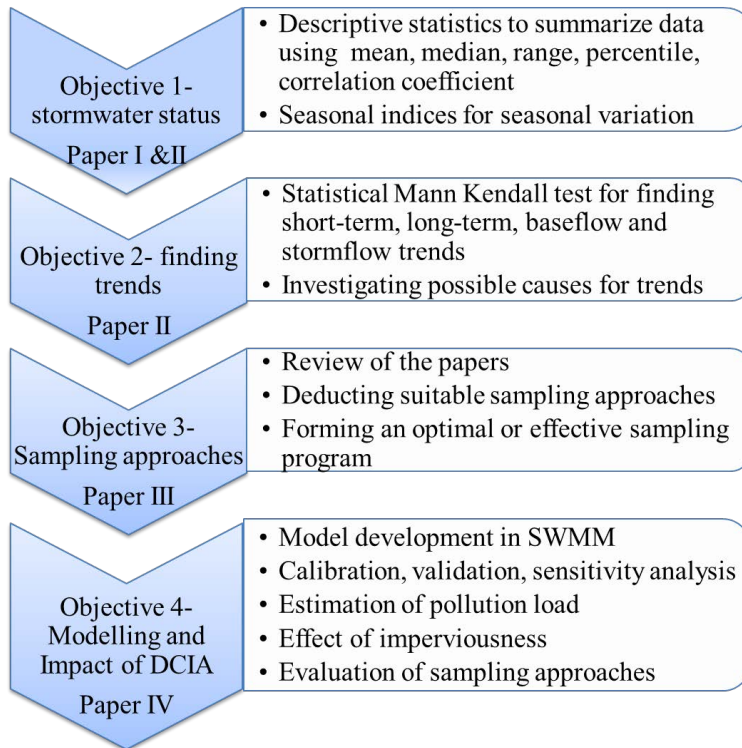 Objective 1-
stormwater status
Paper I &II
• Descriptive statistics to summarize data
using mean, median, range, percentile,
correlation coefficient
• Seasonal indices for seasonal variation
Objective 2- finding
trends
Paper II
• Statistical Mann Kendall test for finding
short-term, long-term, baseflow and
stormflow trends
• Investigating possible causes for trends
Objective 3-
Sampling approaches
Paper III
• Review of the papers
• Deducting suitable sampling approaches
• Forming an optimal or effective sampling
program
Objective 4-
Modelling and
Impact of DCIA
Paper IV
• Model development in SWMM
• Calibration, validation, sensitivity analysis
• Estimation of pollution load
• Effect of imperviousness
• Evaluation of sampling approaches